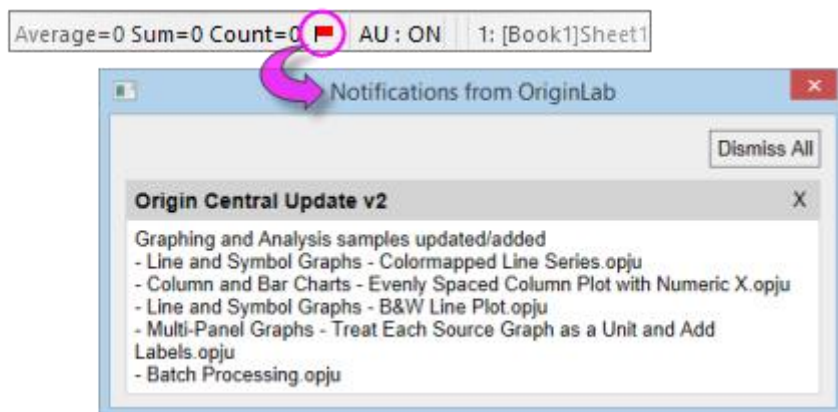 Average=0 Sum=0 Count=0 AU : ON 1: [Book1]Sheet1
Notifications from OriginLab
Dismiss All
Origin Central Update v2 X
Graphing and Analysis samples updated/added
- Line and Symbol Graphs - Colormapped Line Series.opju
- Column and Bar Charts - Evenly Spaced Column Plot with Numeric X.opju
- Line and Symbol Graphs - B&W Line Plot.opju
- Multi-Panel Graphs - Treat Each Source Graph as a Unit and Add
Labels.opju
- Batch Processing.opju